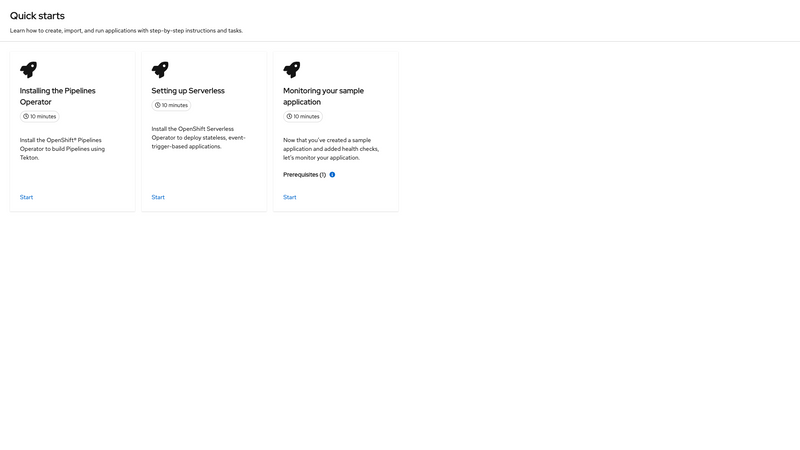 Quick starts
Learn how to create, import, and run applications with step-by-step instructions and tasks.
Installing the Pipelines
Operator
10 minutes
Install the OpenShift® Pipelines
Operator to build Pipelines using
Tekton.
Start
Setting up Serverless
10 minutes
Install the OpenShift Serverless
Operator to deploy stateless, event-
trigger-based applications.
Start
Monitoring your sample
application
10 minutes
Now that you've created a sample
application and added health checks,
let's monitor your application.
Prerequisites (1)
Start